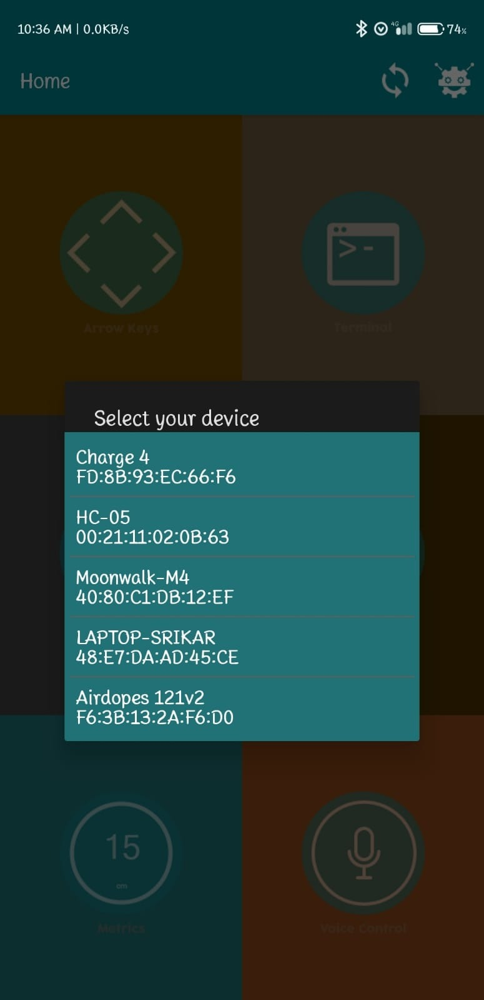 10:36 AM | 0.0KB/s 4G 74%
Home
Arrow Keys
Terminal
Select your device
Charge 4
FD:8B:93:EC:66:F6
HC-05
00:21:11:02:0B:63
Moonwalk-M4
40:80:C1:DB:12:EF
LAPTOP-SRIKAR
48:E7:DA:AD:45:CE
Airdopes 121v2
F6:3B:13:2A:F6:D0
15
cm
Metrics
Voice Control